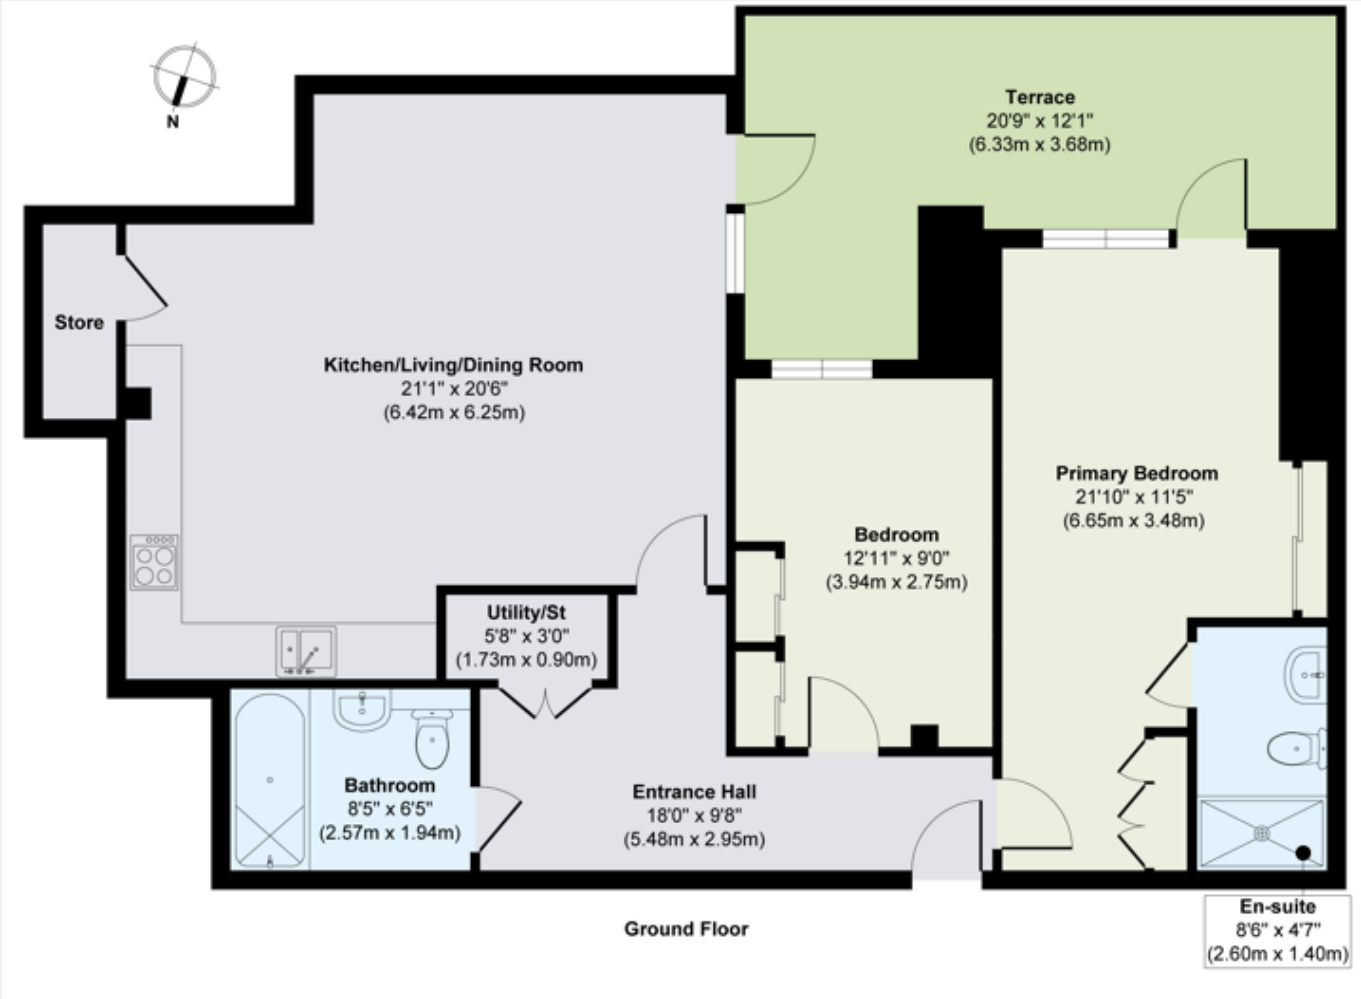 N
Terrace
20'9" x 12'1"
(6.33m x 3.68m)
Store
Kitchen/Living/Dining Room
21'1" x 20'6"
(6.42m x 6.25m)
Primary Bedroom
21'10" x 11'5"
(6.65m x 3.48m)
Bedroom
12'11" x 9'0"
(3.94m x 2.75m)
Utility/St
5'8" x 3'0"
(1.73m x 0.90m)
Bathroom
8'5" x 6'5"
(2.57m x 1.94m)
Entrance Hall
18'0" x 9'8"
(5.48m x 2.95m)
En-suite
8'6" x 4'7"
(2.60m x 1.40m)
Ground Floor